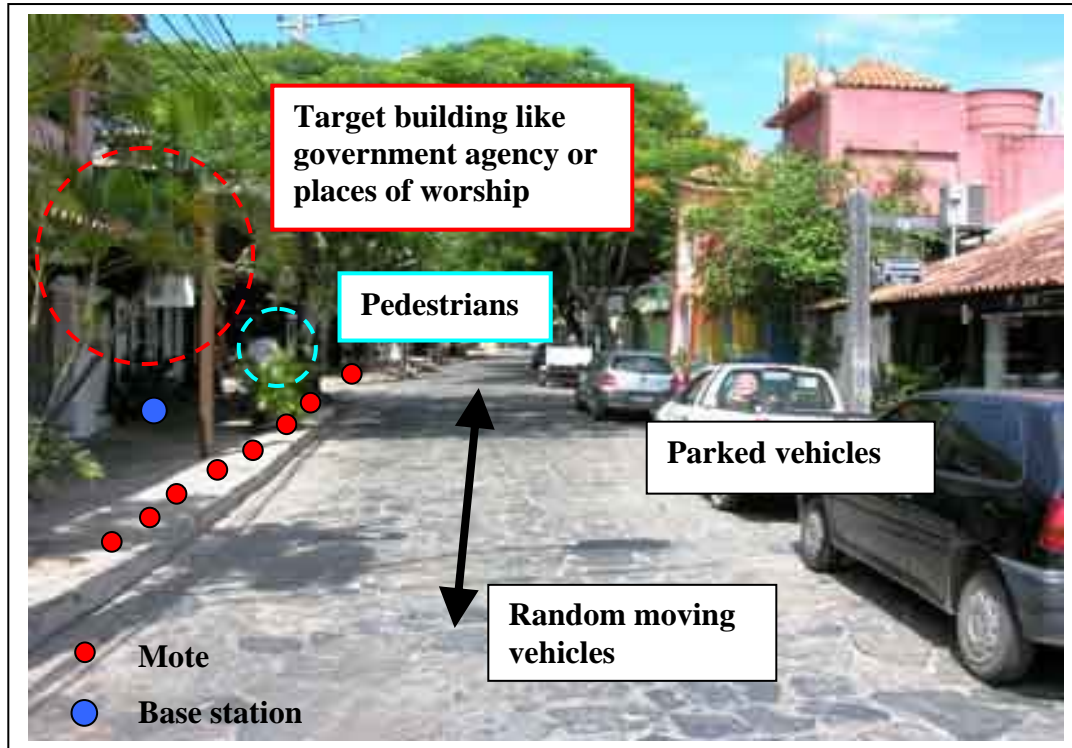 Target building like
government agency or
places of worship
Pedestrians
Parked vehicles
Random moving
vehicles
Mote
Base station